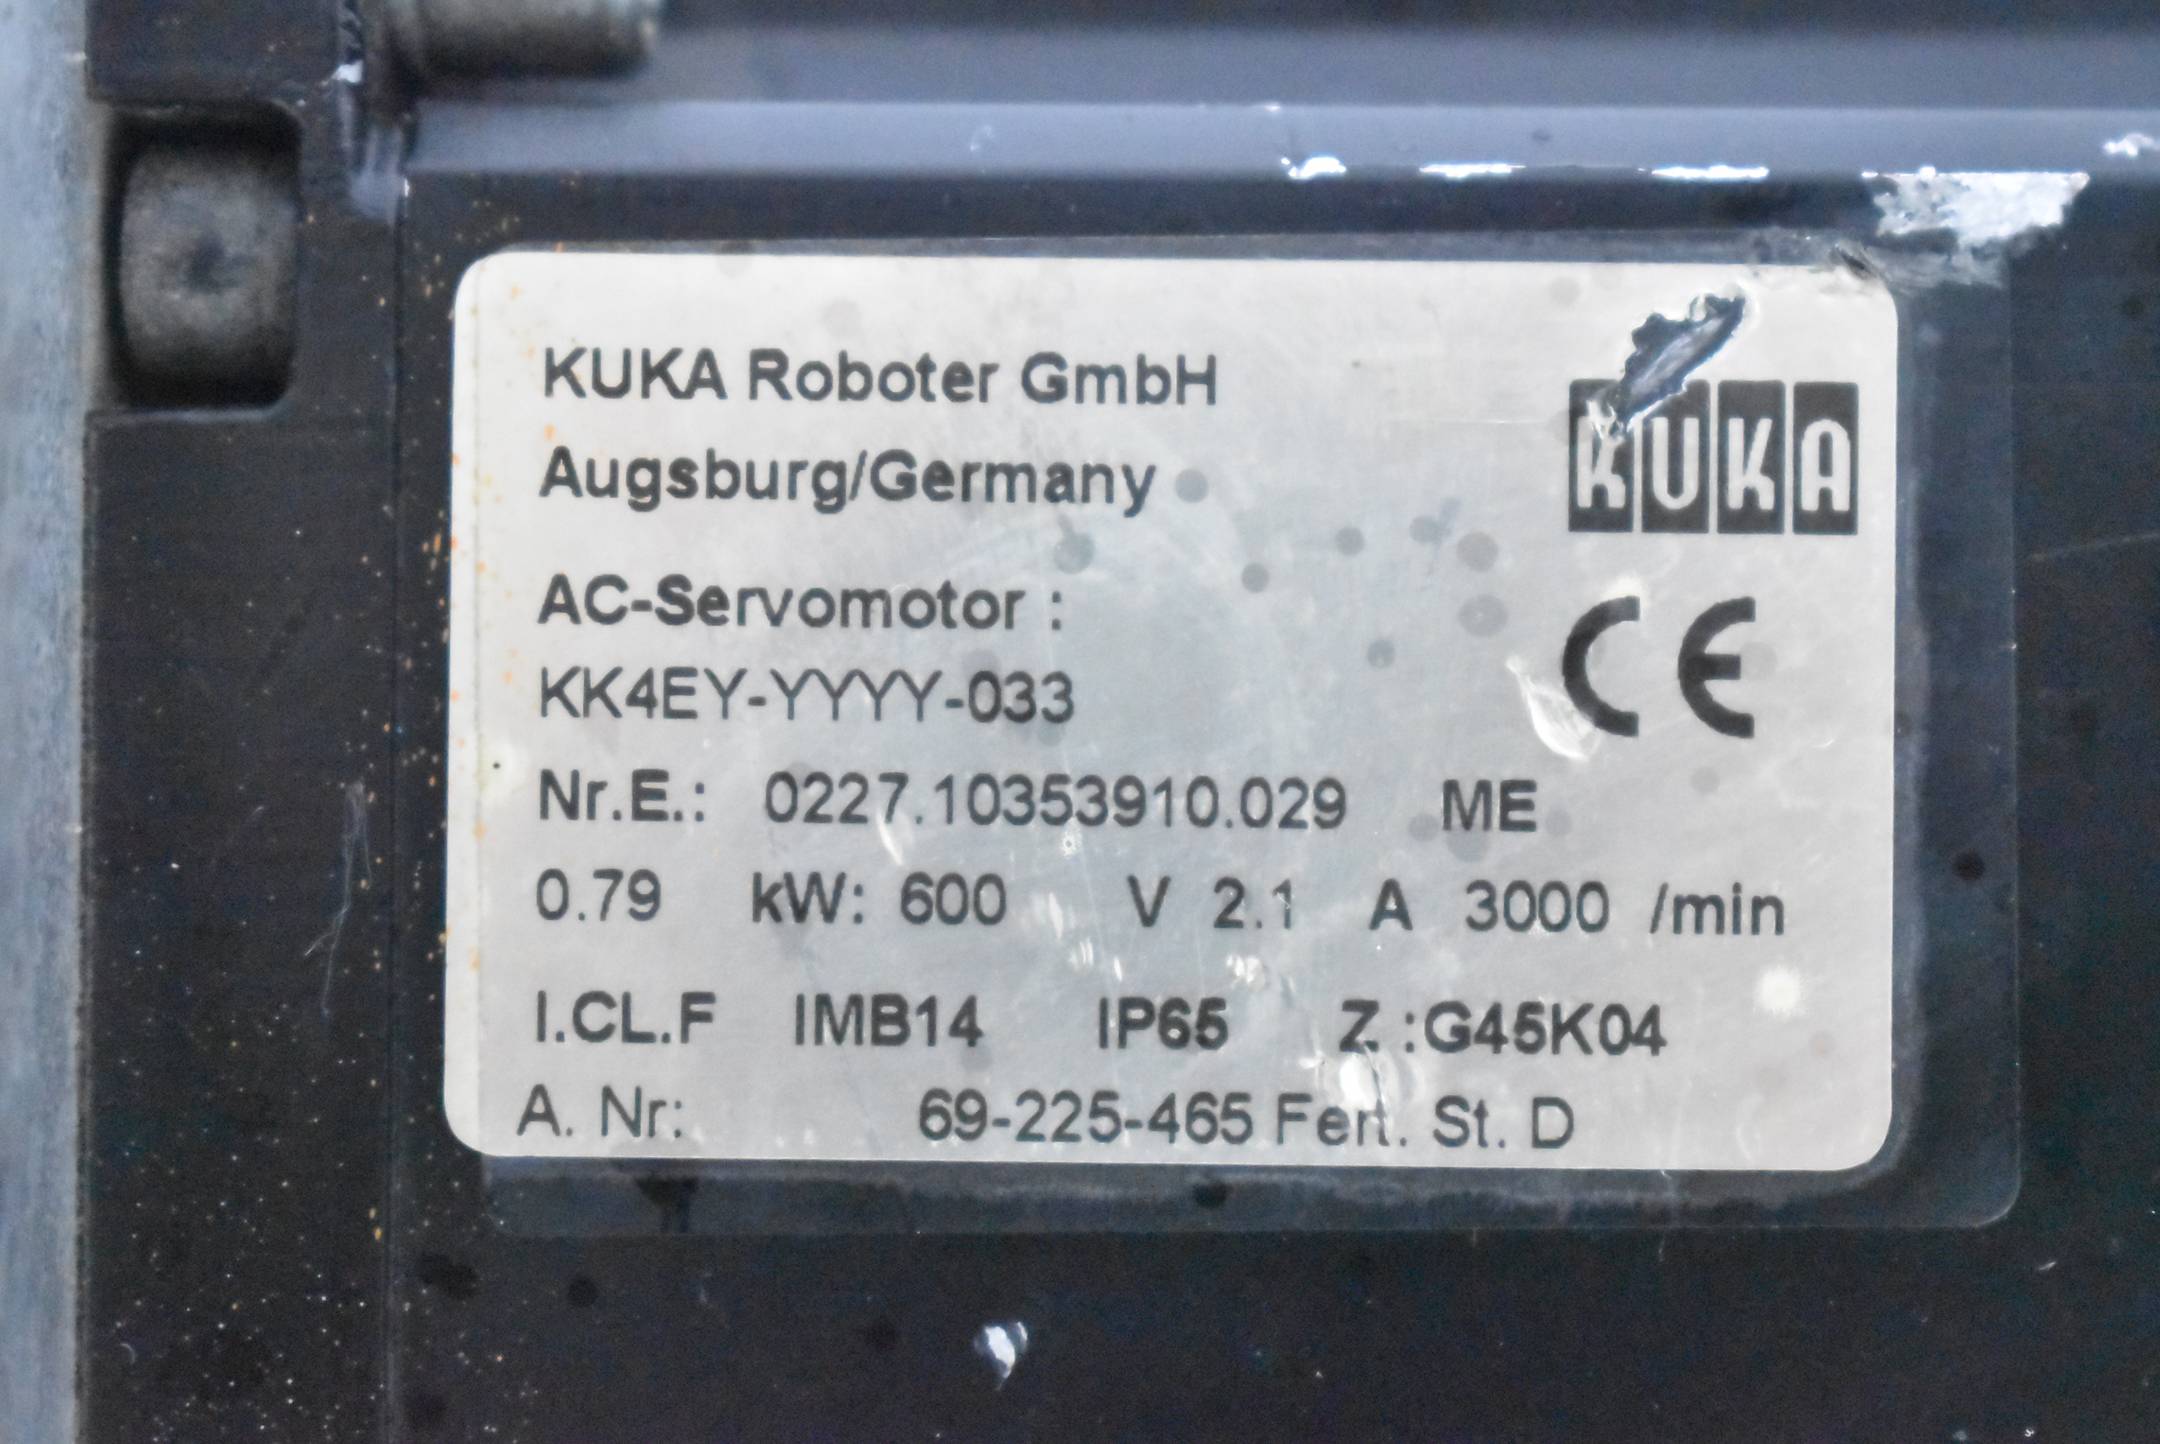 KUKA Roboter GmbH
KUKA
Augsburg/Germany
AC-Servomotor :
CE
KK4EY-YYYY-033
Nr.E.: 0227.10353910.029 ME
0.79 kW: 600 V 2.1 A 3000 /min
I.CL.F IMB14 IP65 Z :G45K04
A. Nr: 69-225-465 Fert. St. D